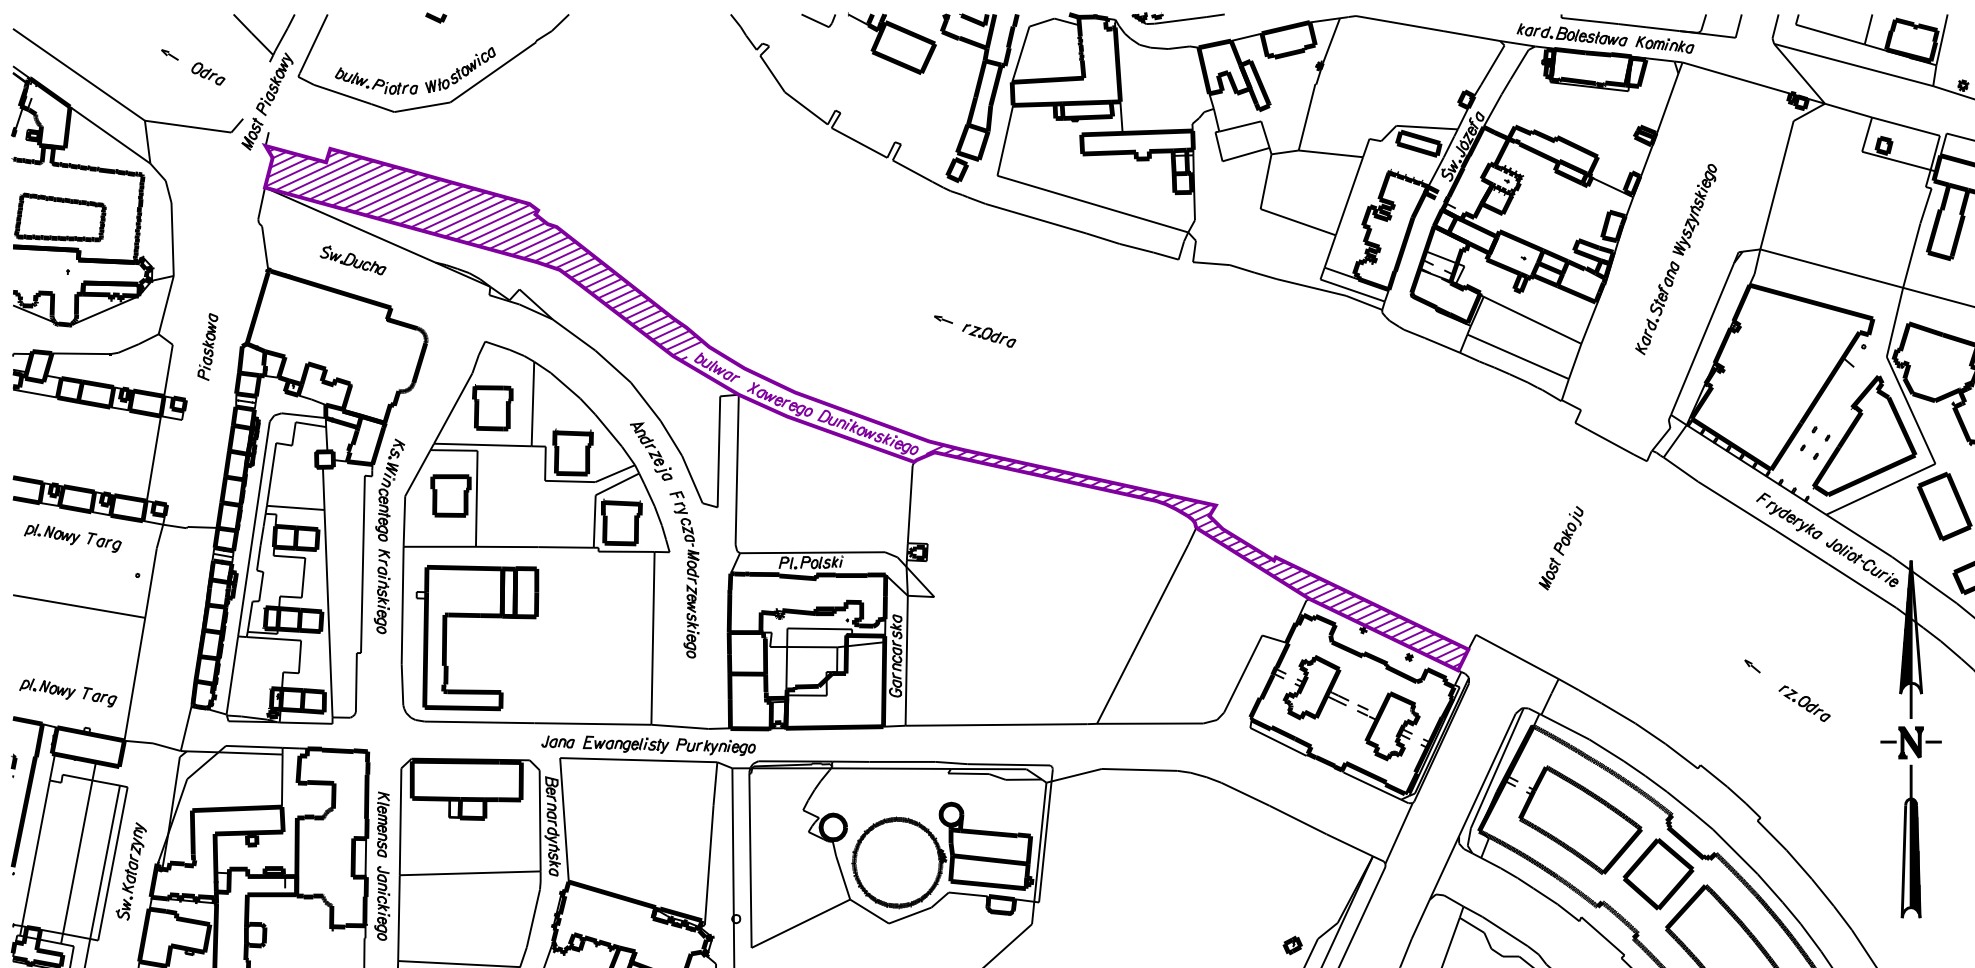 kard.Bolesława Kominka
Odra
Most Piaskowy
bulw.Piotra Włostowica
Św.Józefa
Kard.Stefana Wyszyńskiego
Św.Ducha
Piaskowa
rz.Odra
bulwar Xawerego Dunikowskiego
Ks.Wincentego Kraińskiego
Andrzeja Frycza-Modrzewskiego
pl.Nowy Targ
Pl.Polski
Most Pokoju
Fryderyka Joliot-Curie
Garncarska
pl.Nowy Targ
rz.Odra
N
Jana Ewangelisty Purkyniego
Bernardyńska
Klemensa Janickiego
Św.Katarzyny